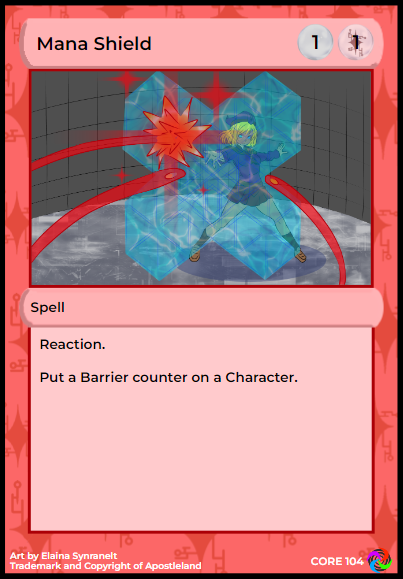 Mana Shield
1 1
Spell
Reaction.
Put a Barrier counter on a Character.
Art by Elaina Synranelt
Trademark and Copyright of Apostleland
CORE 104